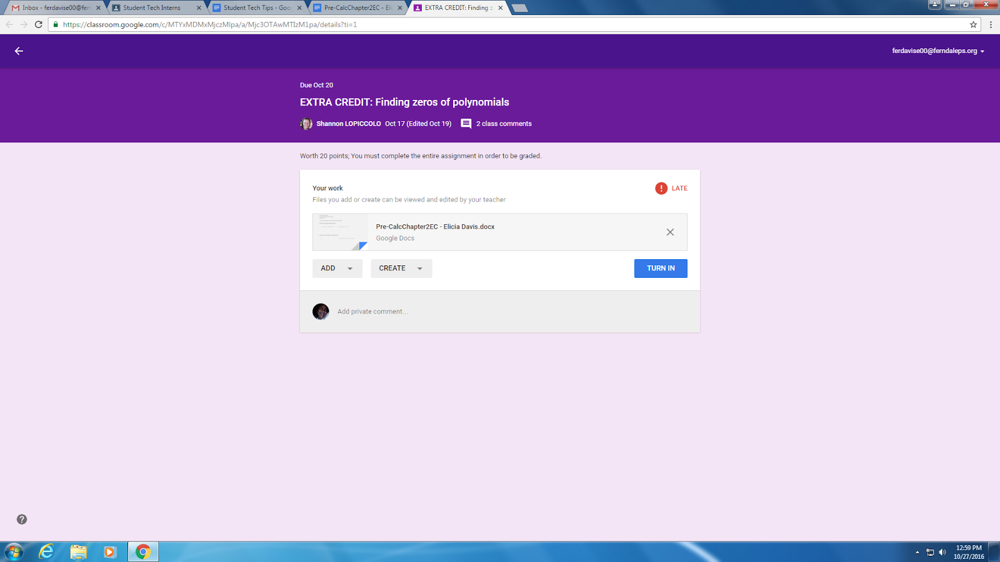 Inbox - ferdavise00@fern
Student Tech Interns
Student Tech Tips - Goo
Pre-CalcChapter2EC - Eli
EXTRA CREDIT: Finding z
https://classroom.google.com/c/MTYxMDMxMjczMlpa/a/Mjc3OTAwMTIzM1pa/details?ti=1
ferdavise00@ferndaleps.org
Due Oct 20
EXTRA CREDIT: Finding zeros of polynomials
Shannon LOPICCOLO Oct 17 (Edited Oct 19) 2 class comments
Worth 20 points; You must complete the entire assignment in order to be graded.
Your work
LATE
Files you add or create can be viewed and edited by your teacher
Pre-CalcChapter2EC - Elicia Davis.docx
Google Docs
ADD
CREATE
TURN IN
Add private comment...
12:59 PM
10/27/2016